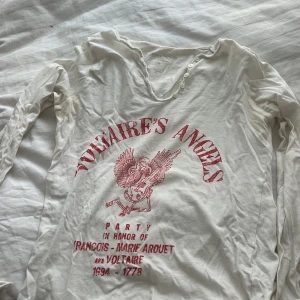 VOLTAIRE'S ANGELS
PARTY
IN HONOR OF
FRANCOIS - MARIE AROUET
AKA VOLTAIRE
1694 - 1778